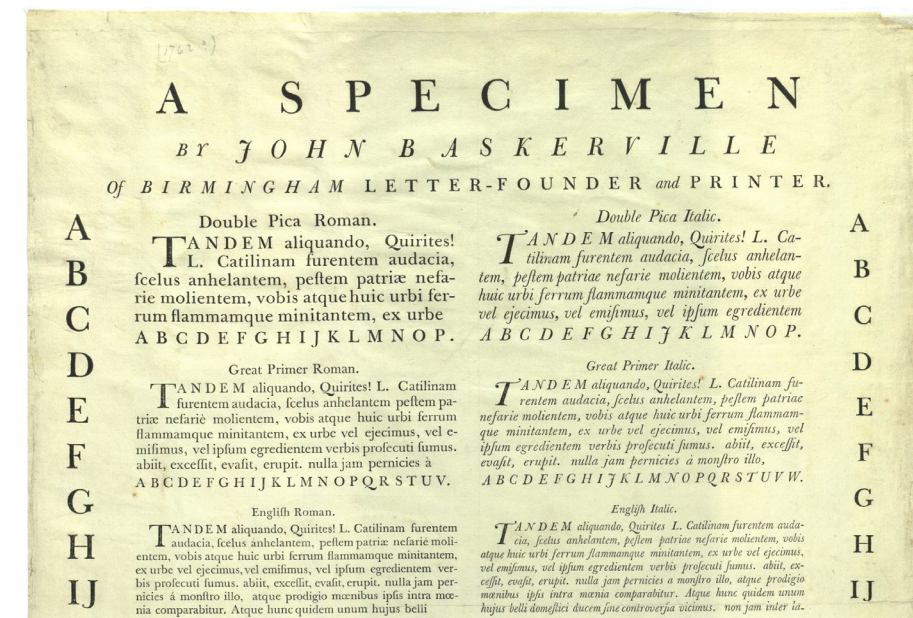 (1762?)
A SPECIMEN
BY JOHN BASKERVILLE
Of BIRMINGHAM LETTER-FOUNDER and PRINTER.
A
B
C
D
E
F
G
H
IJ
Double Pica Roman.
TANDEM aliquando, Quirites!
L. Catilinam furentem audacia,
ſcelus anhelantem, peſtem patriæ nefa-
rie molientem, vobis atque huic urbi fer-
rum flammamque minitantem, ex urbe
A B C D E F G H I J K L M N O P.
Great Primer Roman.
TANDEM aliquando, Quirites! L. Catilinam
furentem audacia, ſcelus anhelantem peſtem pa-
triæ nefariè molientem, vobis atque huic urbi ferrum
flammamque minitantem, ex urbe vel ejecimus, vel e-
miſimus, vel ipſum egredientem verbis proſecuti ſumus.
abiit, exceſſit, evaſit, erupit. nulla jam pernicies à
A B C D E F G H I J K L M N O P Q R S T U V.
Engliſh Roman.
TANDEM aliquando, Quirites! L. Catilinam furentem
audacia, ſcelus anhelantem, peſtem patriæ nefariè moli-
entem, vobis atque huic urbi ferrum flammamque minitantem,
ex urbe vel ejecimus, vel emiſimus, vel ipſum egredientem ver-
bis proſecuti ſumus. abiit, exceſſit, evaſit, erupit. nulla jam per-
nicies á monſtro illo, atque prodigio mœnibus ipſis intra mœ-
nia comparabitur. Atque hunc quidem unum hujus belli
Double Pica Italic.
TANDEM aliquando, Quirites! L. Ca-
tilinam furentem audacia, ſcelus anhelan-
tem, peſtem patriae nefarie molientem, vobis atque
huic urbi ferrum flammamque minitantem, ex urbe
vel ejecimus, vel emiſimus, vel ipſum egredientem
A B C D E F G H I J K L M N O P.
Great Primer Italic.
TANDEM aliquando, Quirites! L. Catilinam fu-
rentem audacia, ſcelus anhelantem, peſtem patriae
nefarie molientem, vobis atque huic urbi ferrum flammam-
que minitantem, ex urbe vel ejecimus, vel emiſimus, vel
ipſum egredientem verbis proſecuti ſumus. abiit, exceſſit,
evaſit, erupit. nulla jam pernicies á monſtro illo,
A B C D E F G H I J K L M N O P Q R S T U V W.
Engliſh Italic.
TANDEM aliquando, Quirites L. Catilinam furentem auda-
cia, ſcelus anhelantem, peſtem patriae nefarie molientem, vobis
atque huic urbi ferrum flammamque minitantem, ex urbe vel ejecimus,
vel emiſimus, vel ipſum egredientem verbis proſecuti ſumus. abiit, ex-
ceſſit, evaſit, erupit. nulla jam pernicies a monſtro illo, atque prodigio
mœnibus ipſis intra mœnia comparabitur. Atque hunc quidem unum
hujus belli domeſtici ducem ſine controverſia vicimus. non jam inter la-
A
B
C
D
E
F
G
H
IJ